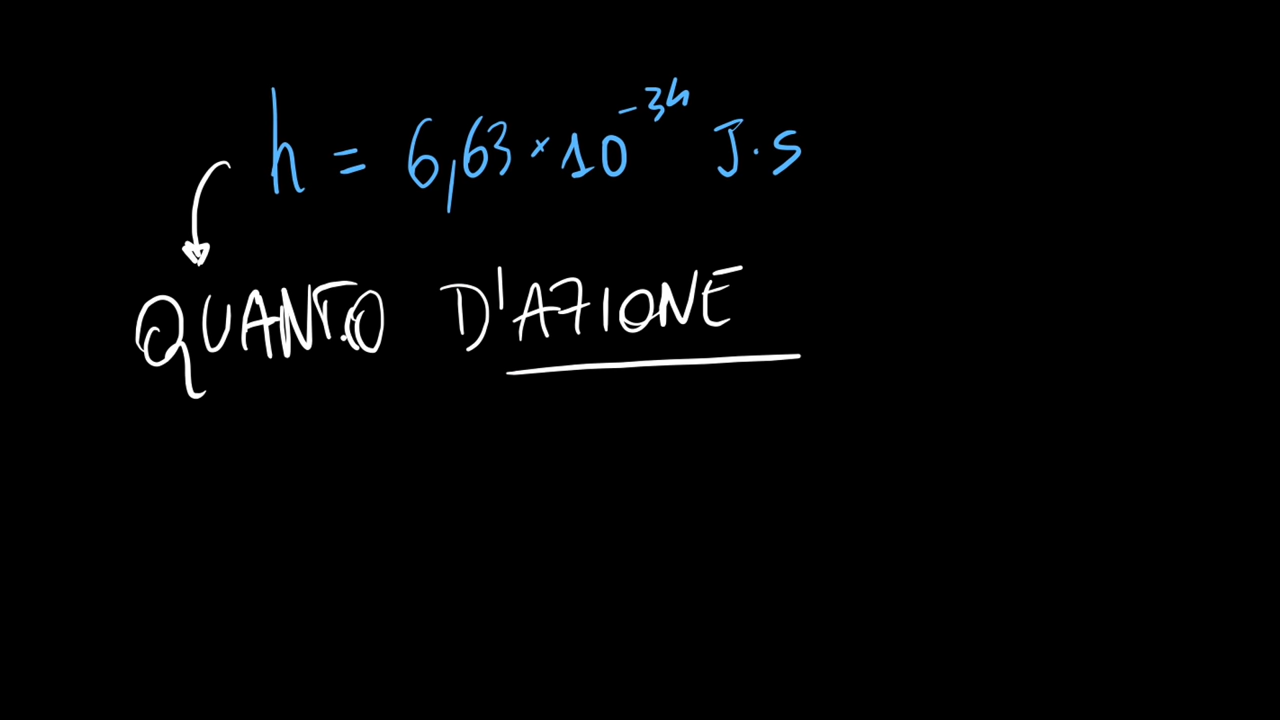 h = 6,63 × 10⁻³⁴ J·s
QUANTO D'AZIONE